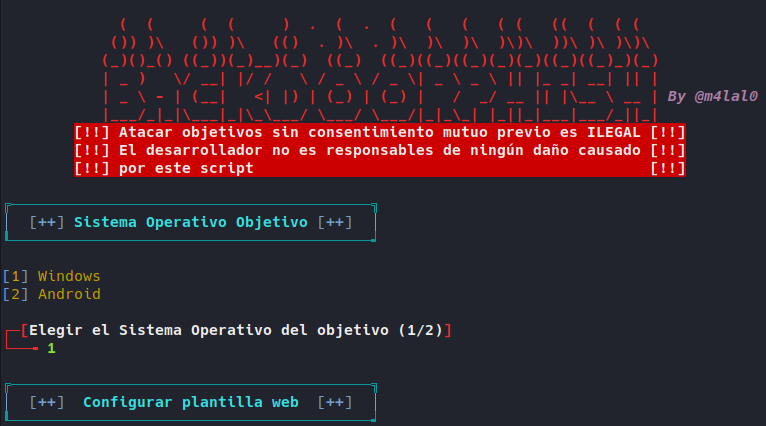 By @m4lal0
[!!] Atacar objetivos sin consentimiento mutuo previo es ILEGAL [!!]
[!!] El desarrollador no es responsables de ningún daño causado [!!]
[!!] por este script [!!]
[++] Sistema Operativo Objetivo [++]
[1] Windows
[2] Android
[Elegir el Sistema Operativo del objetivo (1/2)]
1
[++] Configurar plantilla web [++]